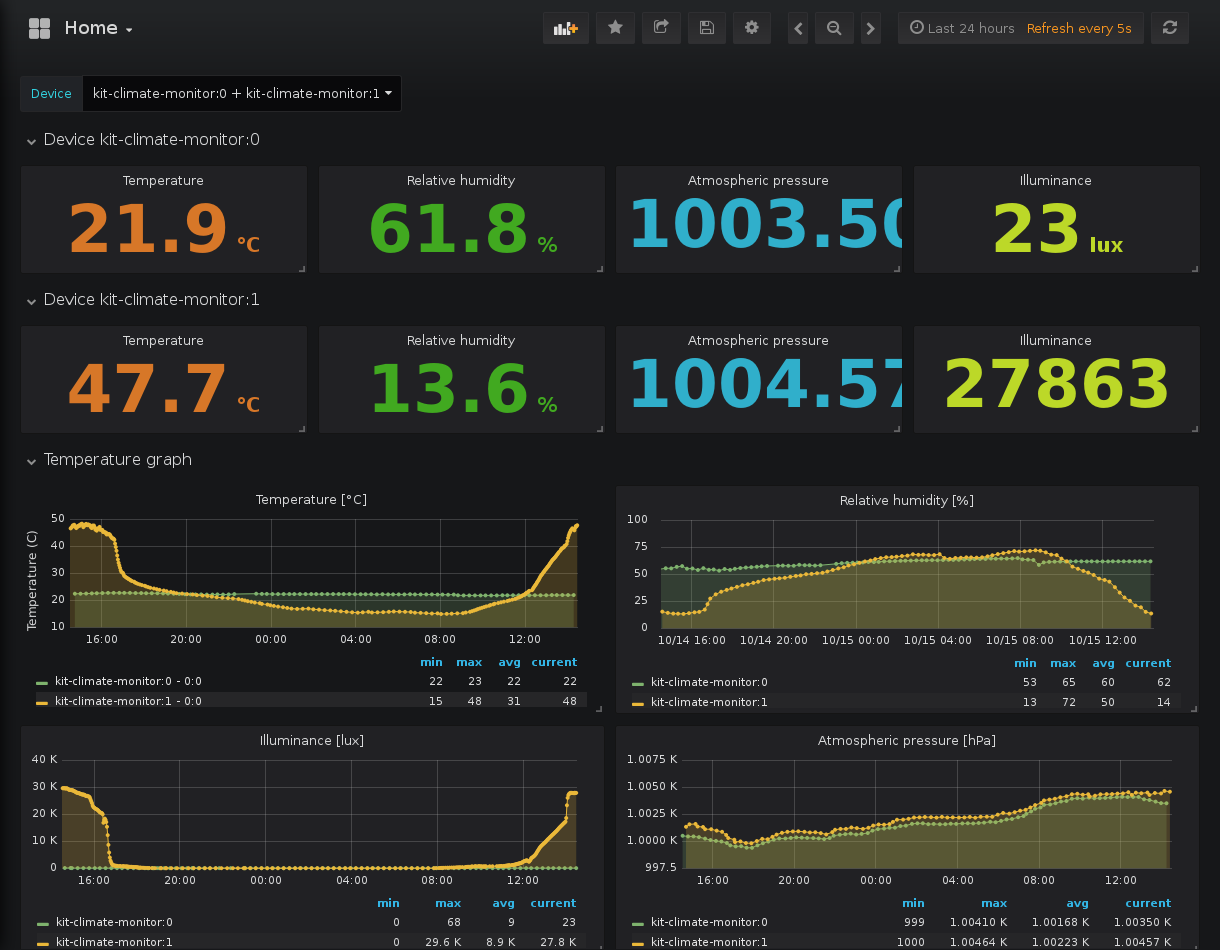 Home
Last 24 hours Refresh every 5s
Device kit-climate-monitor:0 + kit-climate-monitor:1
Device kit-climate-monitor:0
Temperature Relative humidity Atmospheric pressure Illuminance
21.9 °C 61.8 % 1003.50 23 lux
Device kit-climate-monitor:1
Temperature Relative humidity Atmospheric pressure Illuminance
47.7 °C 13.6 % 1004.57 27863
Temperature graph
Temperature [°C]
Temperature (C)
50
40
30
20
10
16:00 20:00 00:00 04:00 08:00 12:00
min max avg current
kit-climate-monitor:0 - 0:0 22 23 22 22
kit-climate-monitor:1 - 0:0 15 48 31 48
Relative humidity [%]
100
75
50
25
0
10/14 16:00 10/14 20:00 10/15 00:00 10/15 04:00 10/15 08:00 10/15 12:00
min max avg current
kit-climate-monitor:0 53 65 60 62
kit-climate-monitor:1 13 72 50 14
Illuminance [lux]
40 K
30 K
20 K
10 K
0
16:00 20:00 00:00 04:00 08:00 12:00
min max avg current
kit-climate-monitor:0 0 68 9 23
kit-climate-monitor:1 0 29.6 K 8.9 K 27.8 K
Atmospheric pressure [hPa]
1.0075 K
1.0050 K
1.0025 K
1.0000 K
997.5
16:00 20:00 00:00 04:00 08:00 12:00
min max avg current
kit-climate-monitor:0 999 1.00410 K 1.00168 K 1.00350 K
kit-climate-monitor:1 1000 1.00464 K 1.00223 K 1.00457 K